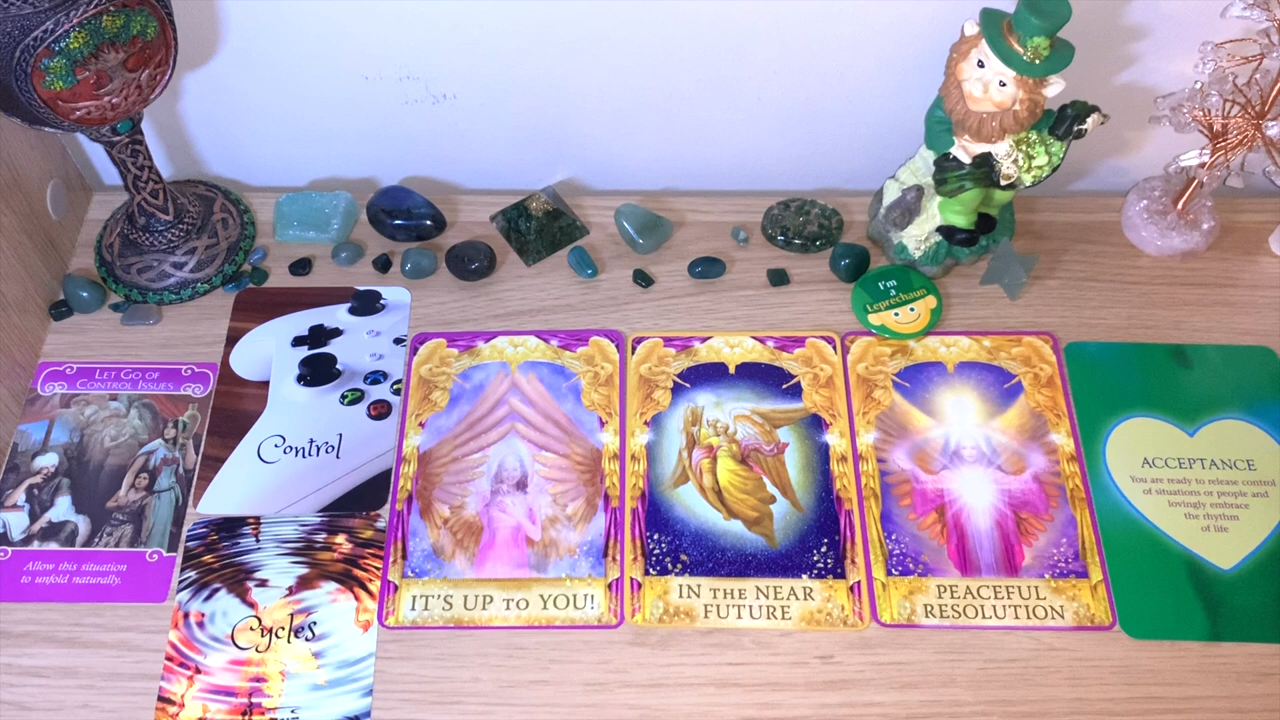 LET GO OF
CONTROL ISSUES
Allow this situation
to unfold naturally.
Control
A
B
X
Cycles
IT'S UP TO YOU!
IN THE NEAR
FUTURE
PEACEFUL
RESOLUTION
I'm
a
Leprechaun
ACCEPTANCE
You are ready to release control
of situations or people and
lovingly embrace
the rhythm
of life